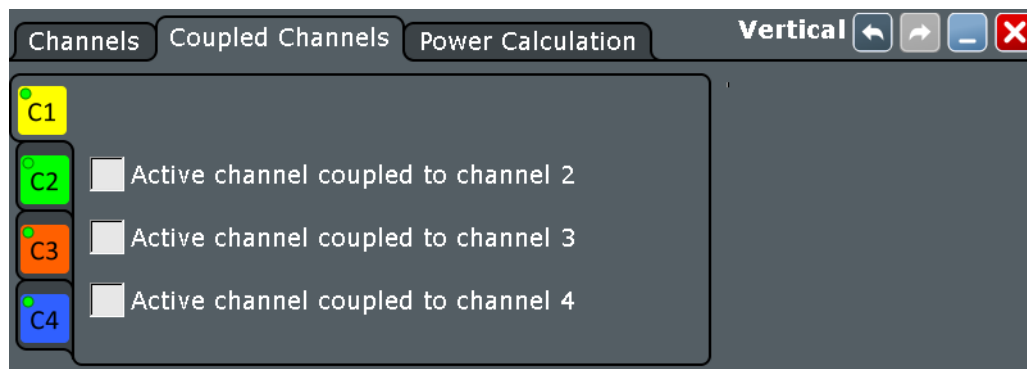 Channels Coupled Channels Power Calculation Vertical
C1
C2 Active channel coupled to channel 2
C3 Active channel coupled to channel 3
C4 Active channel coupled to channel 4